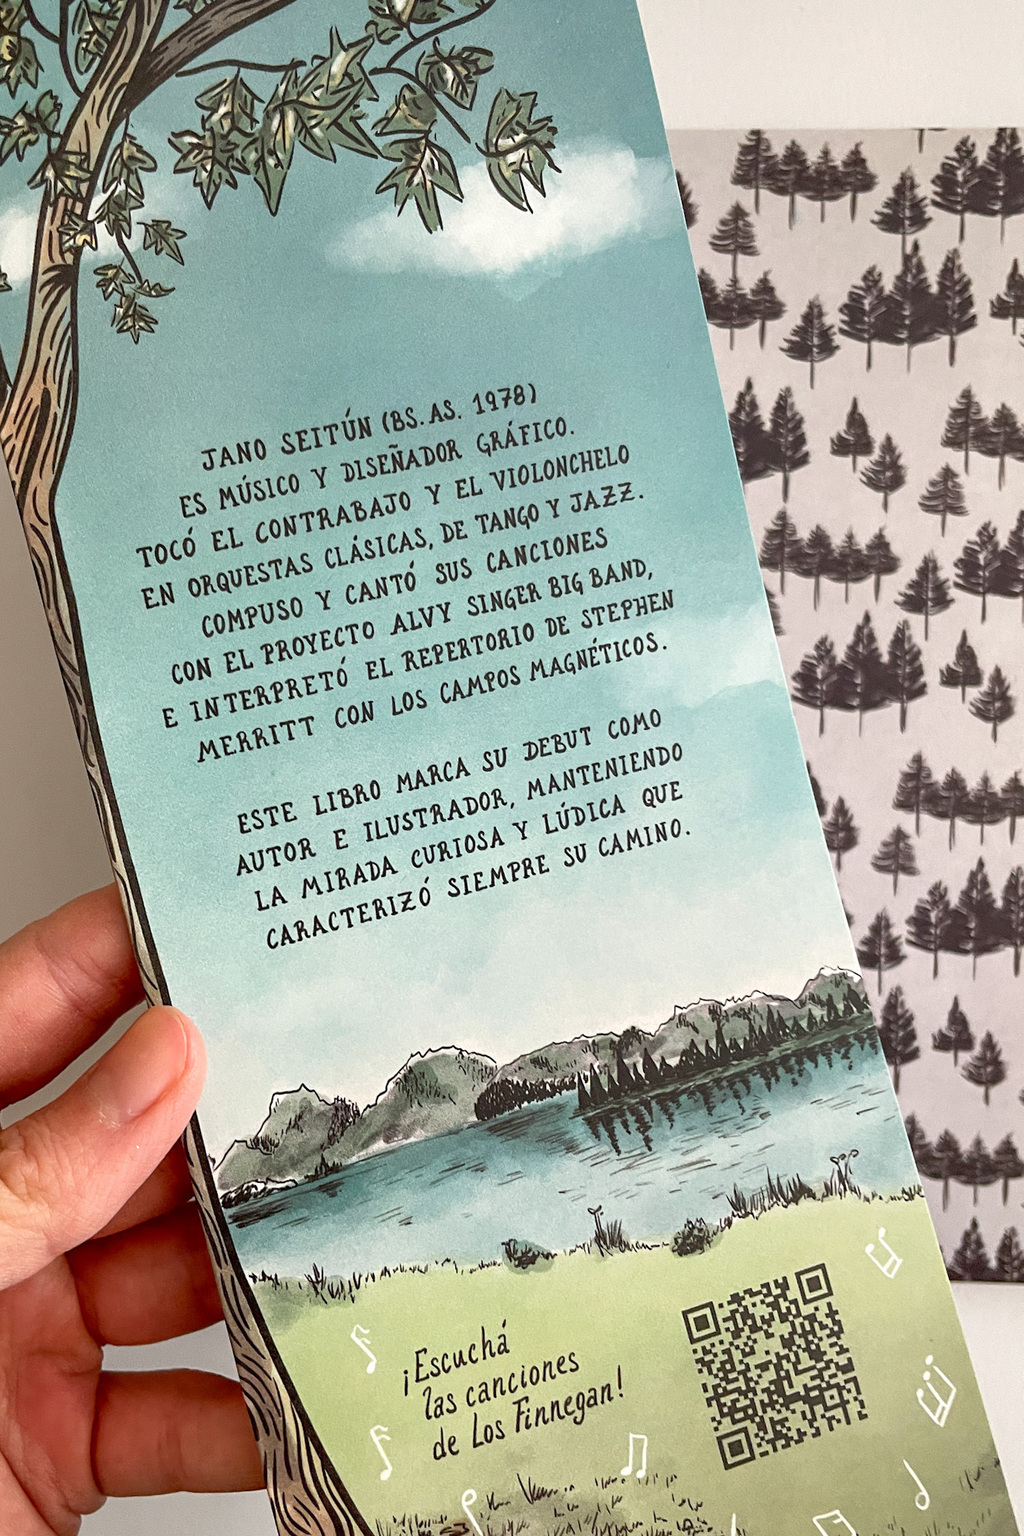 JANO SEITÚN (BS. AS. 1978)
ES MÚSICO Y DISEÑADOR GRÁFICO.
TOCÓ EL CONTRABAJO Y EL VIOLONCHELO
EN ORQUESTAS CLÁSICAS, DE TANGO Y JAZZ.
COMPUSO Y CANTÓ SUS CANCIONES
CON EL PROYECTO ALVY SINGER BIG BAND,
E INTERPRETÓ EL REPERTORIO DE STEPHEN
MERRITT CON LOS CAMPOS MAGNÉTICOS.
ESTE LIBRO MARCA SU DEBUT COMO
AUTOR E ILUSTRADOR, MANTENIENDO
LA MIRADA CURIOSA Y LÚDICA QUE
CARACTERIZÓ SIEMPRE SU CAMINO.
¡Escuchá
las canciones
de Los Finnegan!